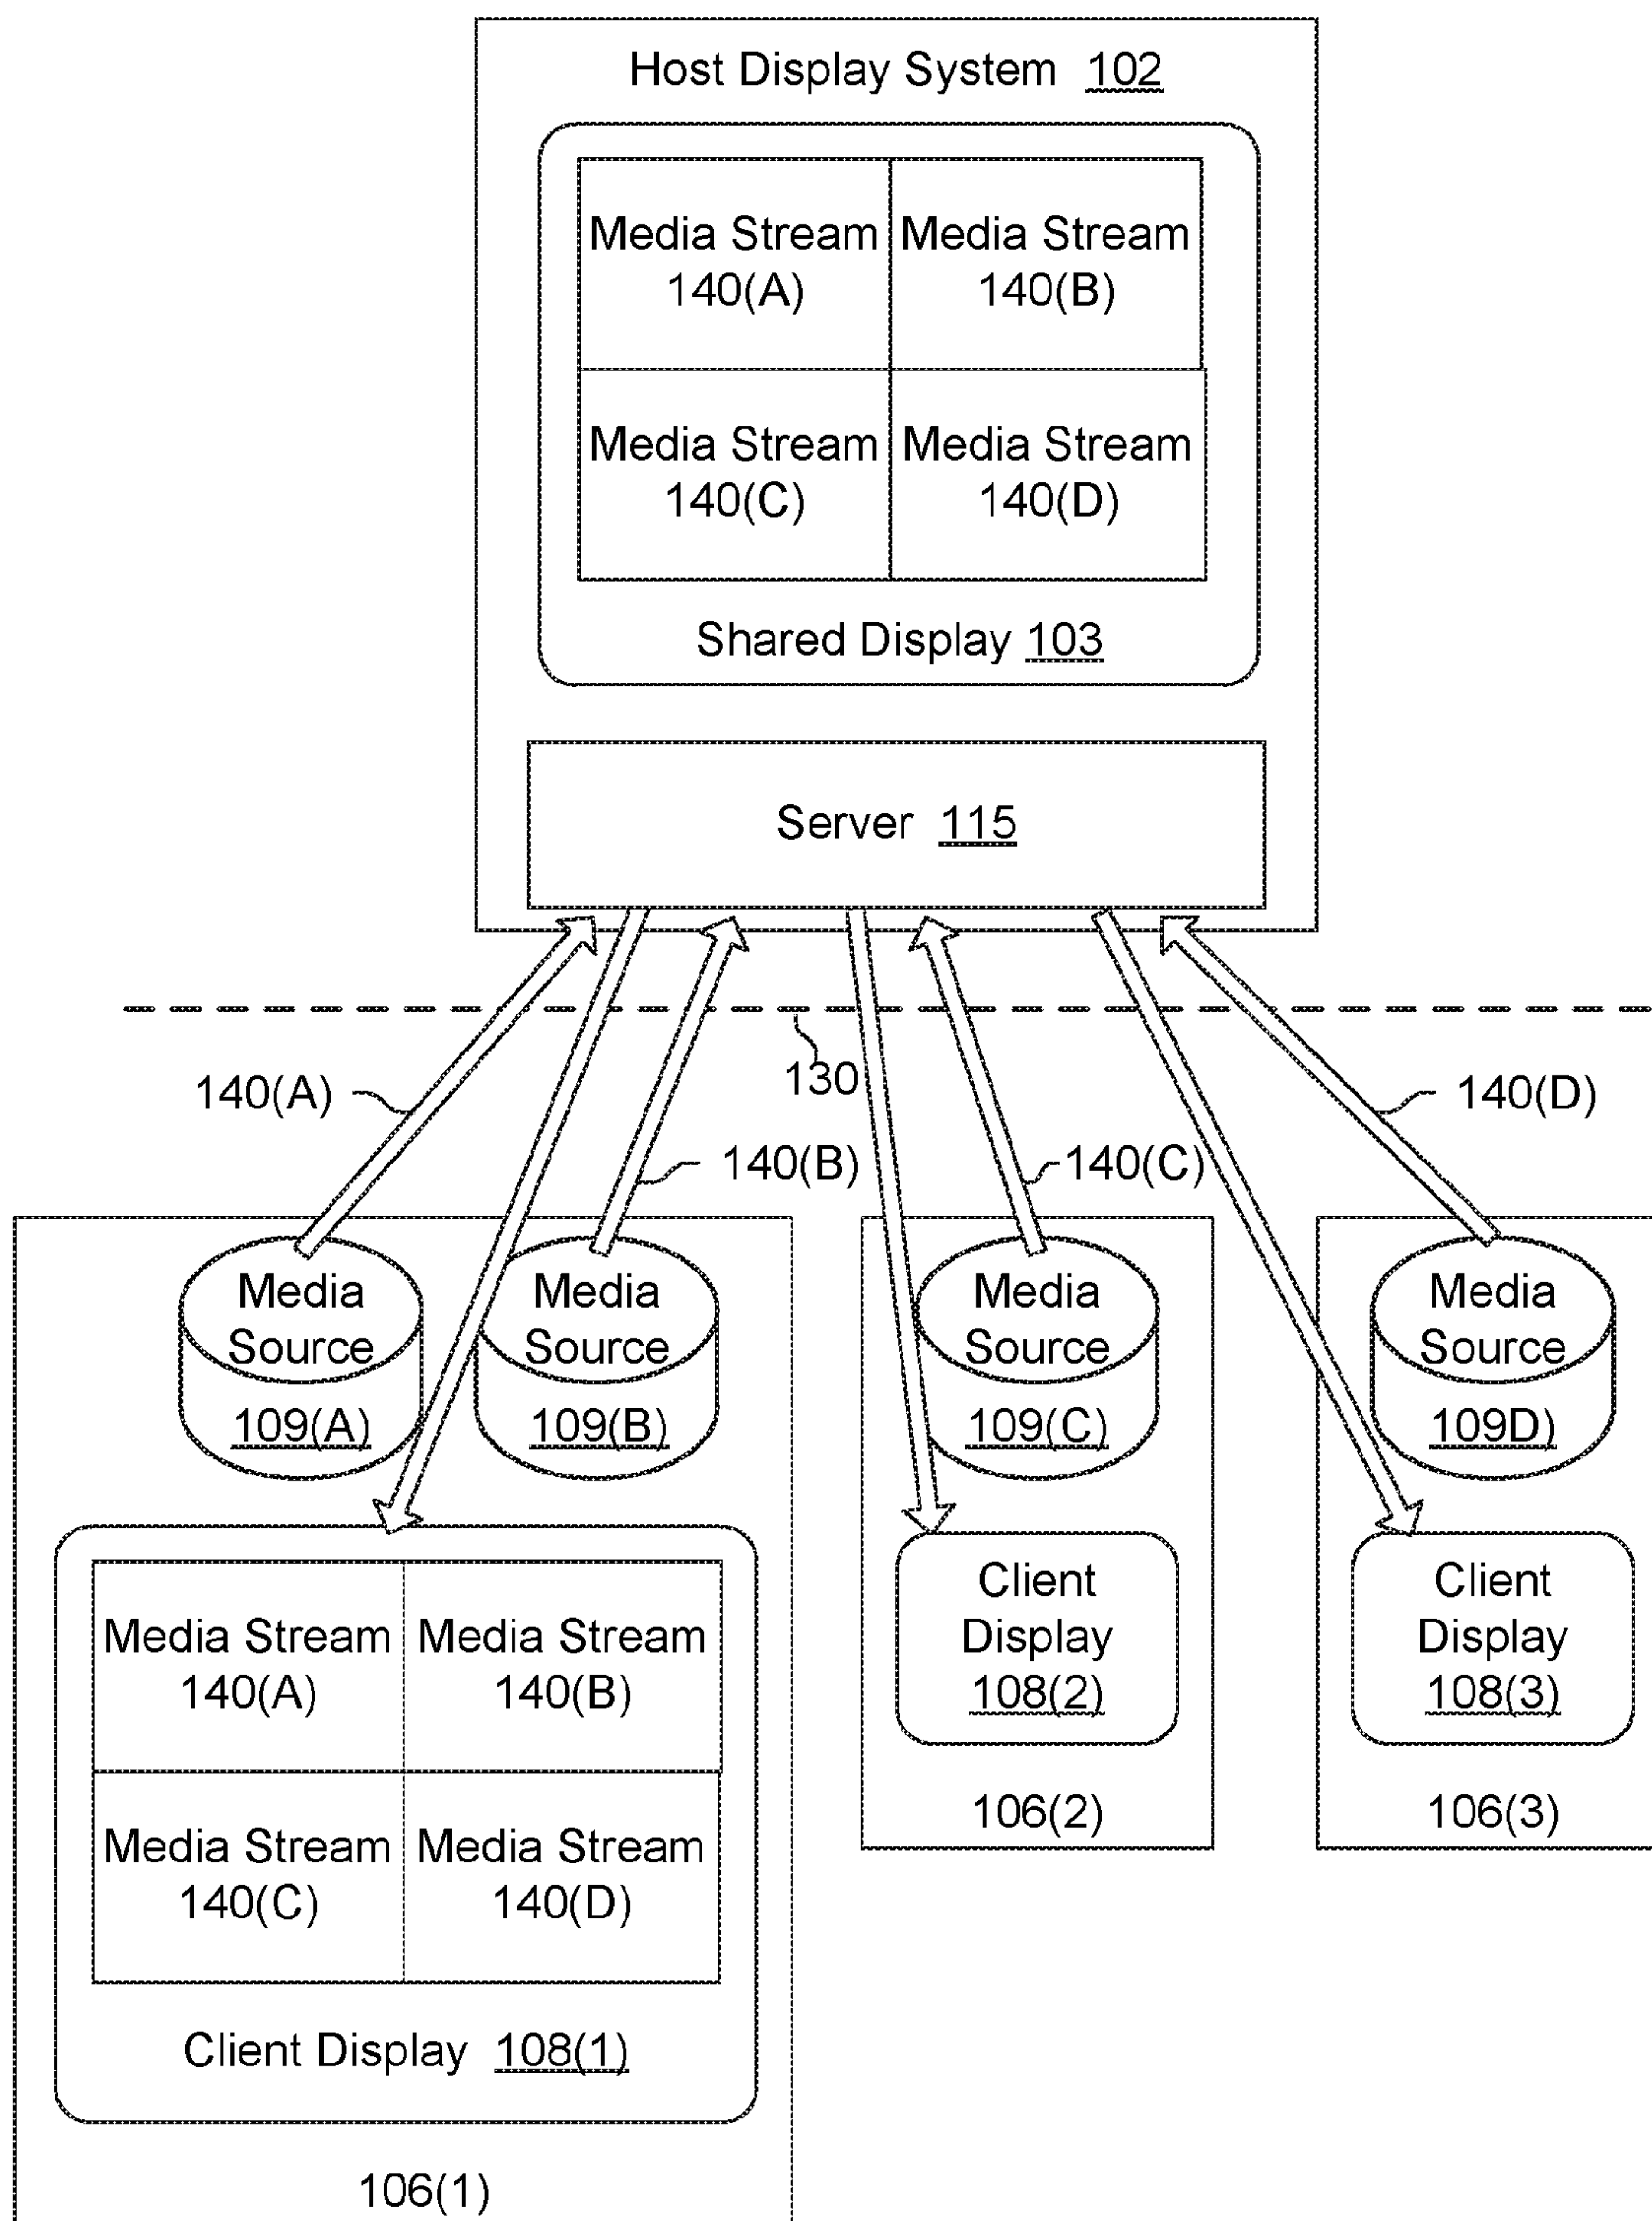 Host Display System 102
Media Stream
140(A)
Media Stream
140(B)
Media Stream
140(C)
Media Stream
140(D)
Shared Display 103
Server 115
130
140(A)
140(D)
140(B)
140(C)
Media
Source
109(A)
Media
Source
109(B)
Media
Source
109(C)
Media
Source
109D)
Media Stream
140(A)
Media Stream
140(B)
Media Stream
140(C)
Media Stream
140(D)
Client Display 108(1)
106(1)
Client
Display
108(2)
106(2)
Client
Display
108(3)
106(3)